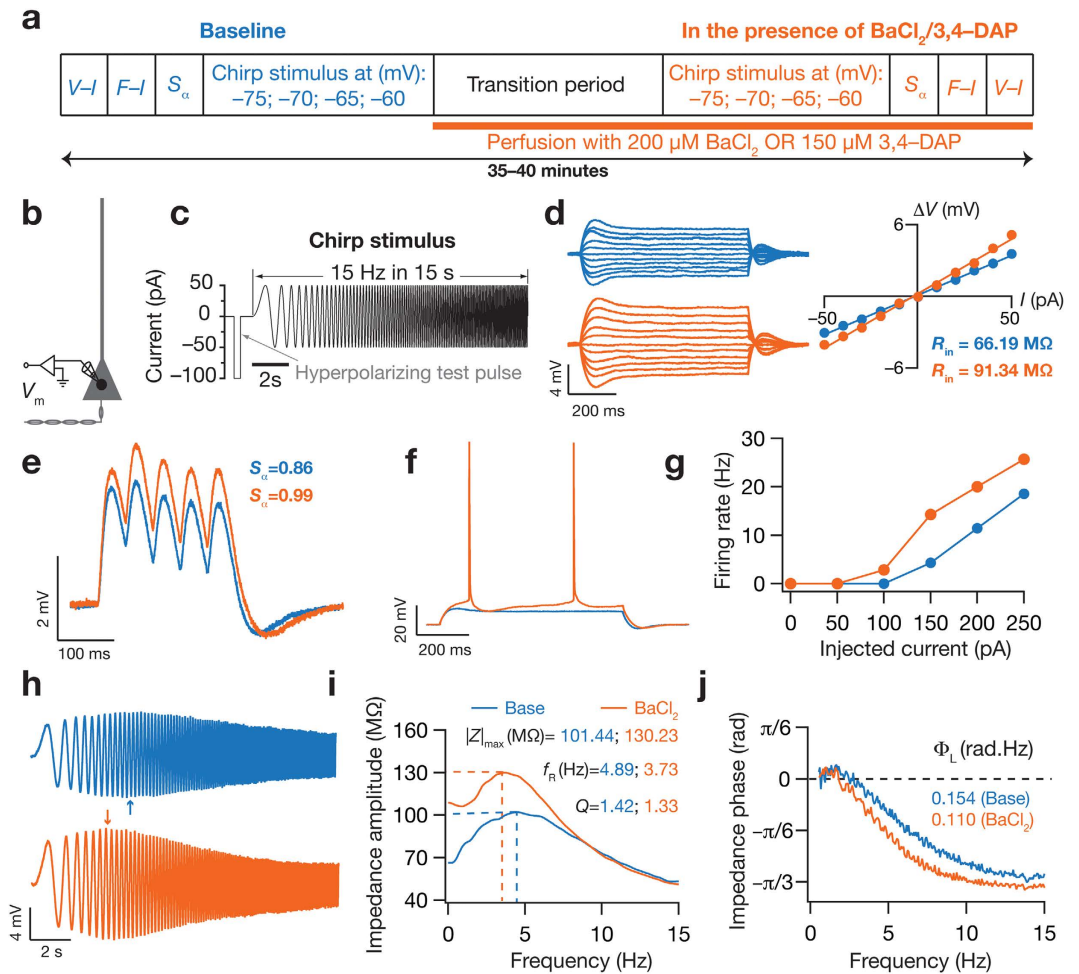 a
Baseline
In the presence of BaCl₂/3,4–DAP
V–I
F–I
Sα
Chirp stimulus at (mV):
–75; –70; –65; –60
Transition period
Chirp stimulus at (mV):
–75; –70; –65; –60
Sα
F–I
V–I
Perfusion with 200 µM BaCl₂ OR 150 µM 3,4–DAP
35–40 minutes
b
Vm
c
Chirp stimulus
15 Hz in 15 s
Current (pA)
50
0
−50
−100
2s
Hyperpolarizing test pulse
d
4 mV
200 ms
ΔV (mV)
6
I (pA)
−50
50
−6
Rin = 66.19 MΩ
Rin = 91.34 MΩ
e
Sα=0.86
Sα=0.99
2 mV
100 ms
f
20 mV
200 ms
g
Firing rate (Hz)
30
20
10
0
0 50 100 150 200 250
Injected current (pA)
h
4 mV
2 s
i
Impedance amplitude (MΩ)
160
130
100
70
40
Base
BaCl₂
|Z|max(MΩ)= 101.44; 130.23
fR(Hz)=4.89; 3.73
Q=1.42; 1.33
0 5 10 15
Frequency (Hz)
j
Impedance phase (rad)
π/6
0
−π/6
−π/3
ΦL (rad.Hz)
0.154 (Base)
0.110 (BaCl₂)
0 5 10 15
Frequency (Hz)